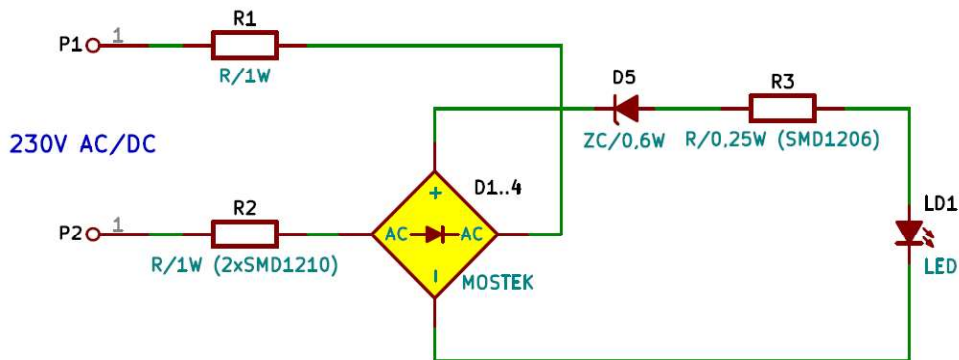 R1
P1 1
R/1W
D5
R3
230V AC/DC
ZC/0,6W
R/0,25W (SMD1206)
D1..4
R2
+
LD1
P2 1
AC AC
R/1W (2xSMD1210)
-
MOSTEK
LED